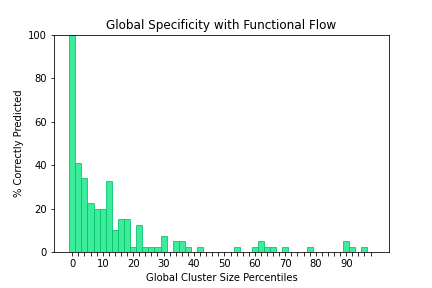 Global Specificity with Functional Flow
% Correctly Predicted
100
80
60
40
20
0
0 10 20 30 40 50 60 70 80 90
Global Cluster Size Percentiles